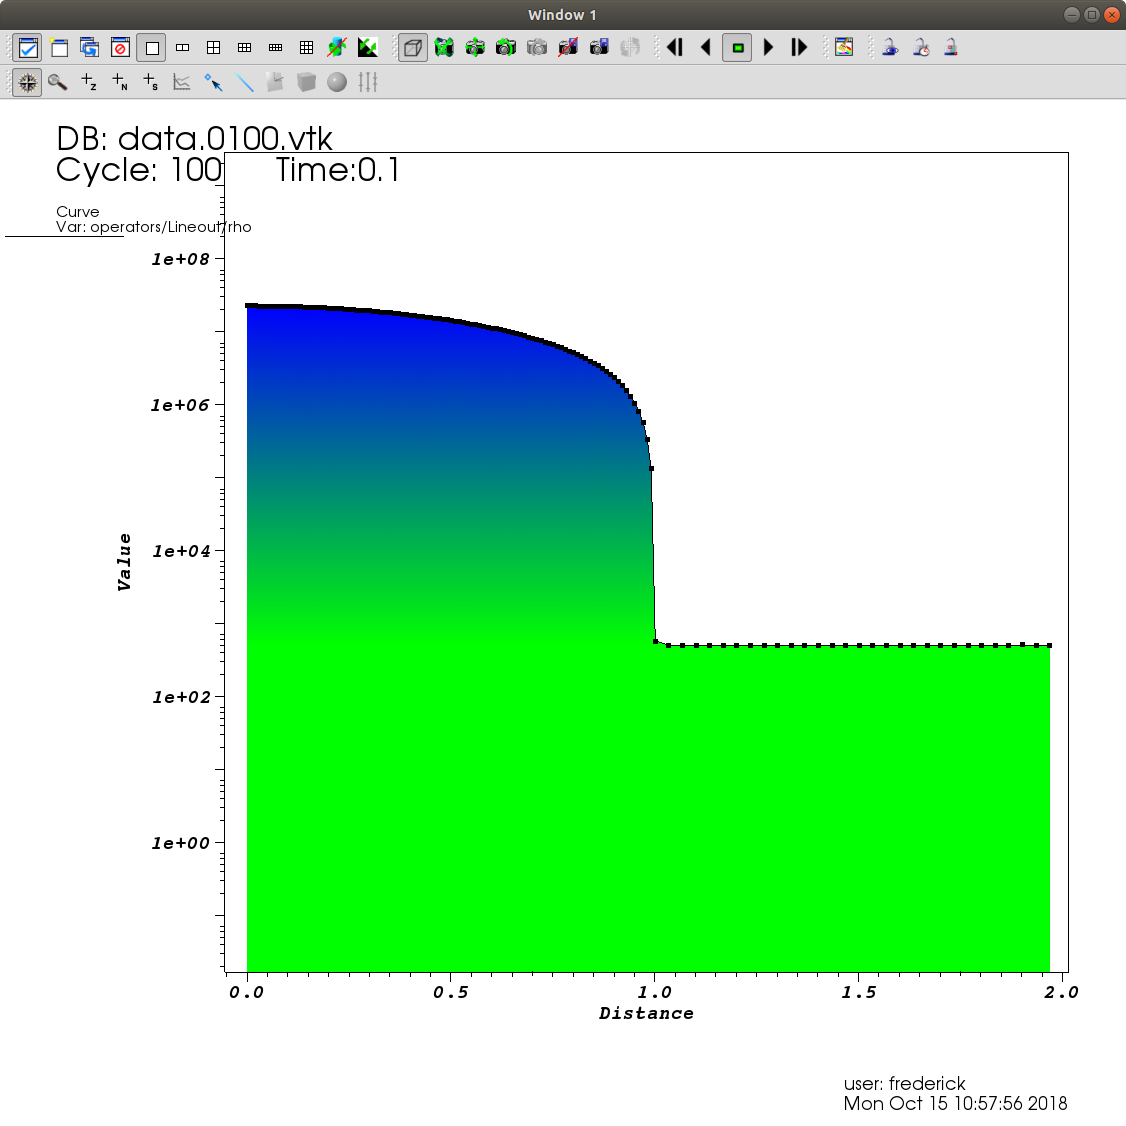 Window 1
Z
N
S
DB: data.0100.vtk
Cycle: 100 Time:0.1
Curve
Var: operators/Lineout/rho
1e+08
1e+06
1e+04
Value
1e+02
1e+00
0.0 0.5 1.0 1.5 2.0
Distance
user: frederick
Mon Oct 15 10:57:56 2018